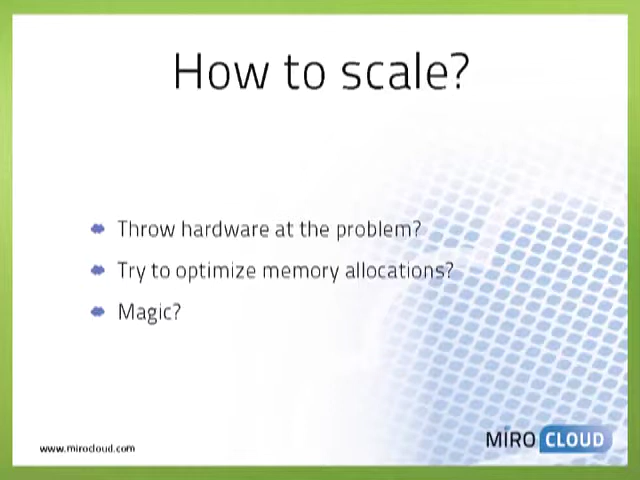 How to scale?
Throw hardware at the problem?
Try to optimize memory allocations?
Magic?
www.mirocloud.com
MIRO CLOUD